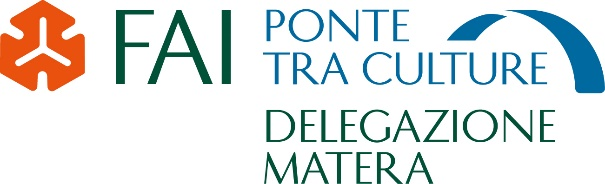 FAI
PONTE
TRA CULTURE
DELEGAZIONE
MATERA